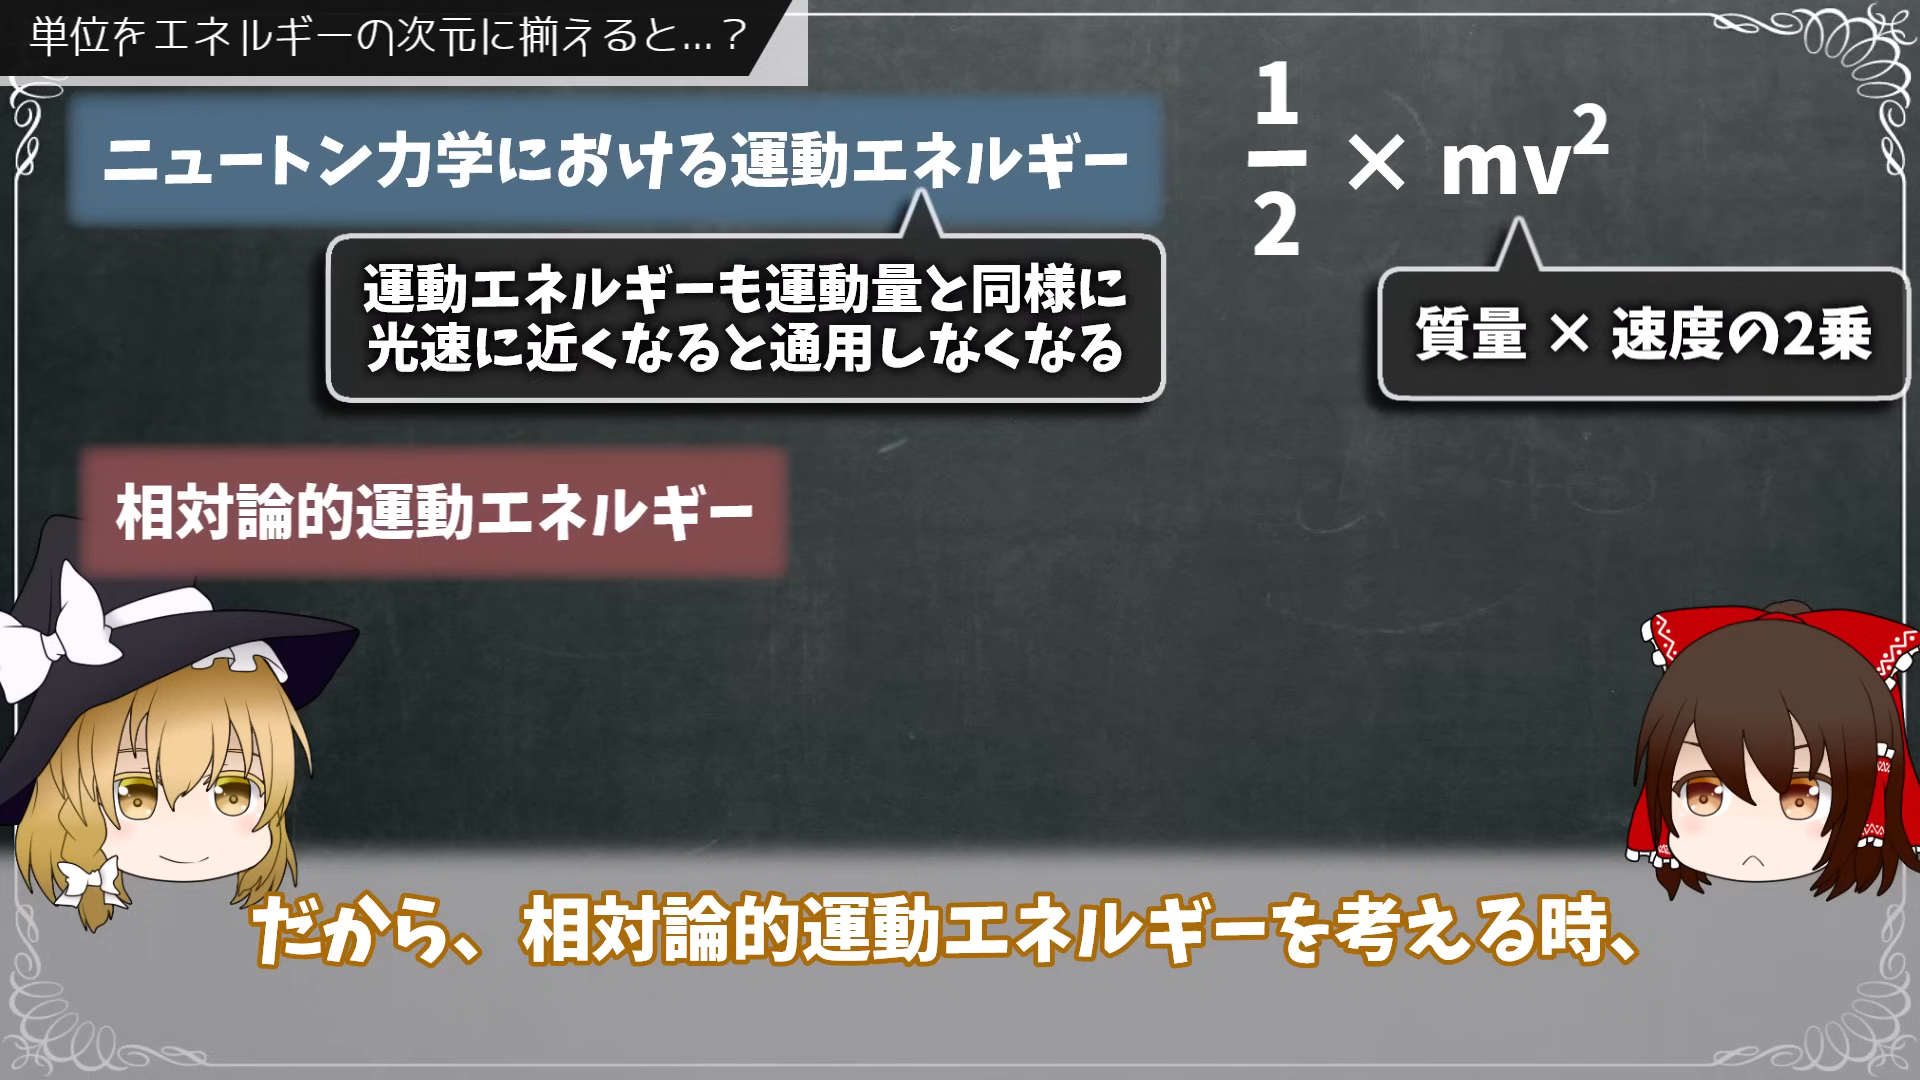 単位をエネルギーの次元に揃えると…？
ニュートン力学における運動エネルギー
1
2
× mv²
運動エネルギーも運動量と同様に
光速に近くなると通用しなくなる
質量 × 速度の2乗
相対論的運動エネルギー
だから、相対論的運動エネルギーを考える時、